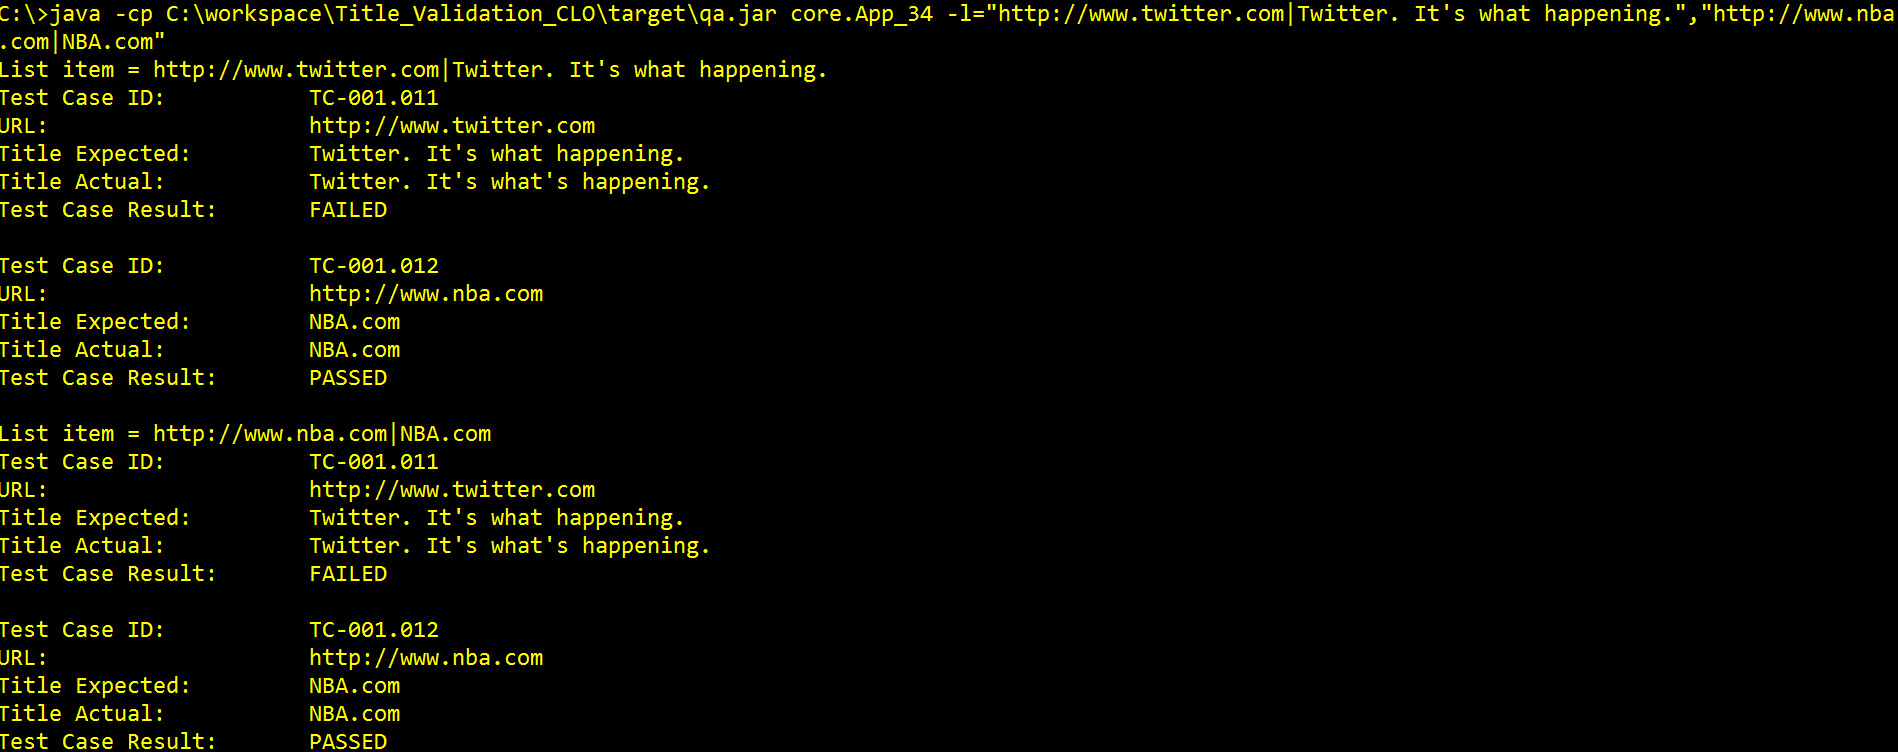 C:\>java -cp C:\workspace\Title_Validation_CLO\target\qa.jar core.App_34 -l="http://www.twitter.com|Twitter. It's what happening.","http://www.nba
.com|NBA.com"
List item = http://www.twitter.com|Twitter. It's what happening.
Test Case ID: TC-001.011
URL: http://www.twitter.com
Title Expected: Twitter. It's what happening.
Title Actual: Twitter. It's what's happening.
Test Case Result: FAILED
Test Case ID: TC-001.012
URL: http://www.nba.com
Title Expected: NBA.com
Title Actual: NBA.com
Test Case Result: PASSED
List item = http://www.nba.com|NBA.com
Test Case ID: TC-001.011
URL: http://www.twitter.com
Title Expected: Twitter. It's what happening.
Title Actual: Twitter. It's what's happening.
Test Case Result: FAILED
Test Case ID: TC-001.012
URL: http://www.nba.com
Title Expected: NBA.com
Title Actual: NBA.com
Test Case Result: PASSED